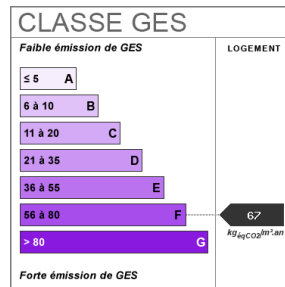 CLASSE GES
Faible émission de GES
LOGEMENT
≤ 5 A
6 à 10 B
11 à 20 C
21 à 35 D
36 à 55 E
56 à 80 F
67
kgéqCO2/m².an
> 80 G
Forte émission de GES